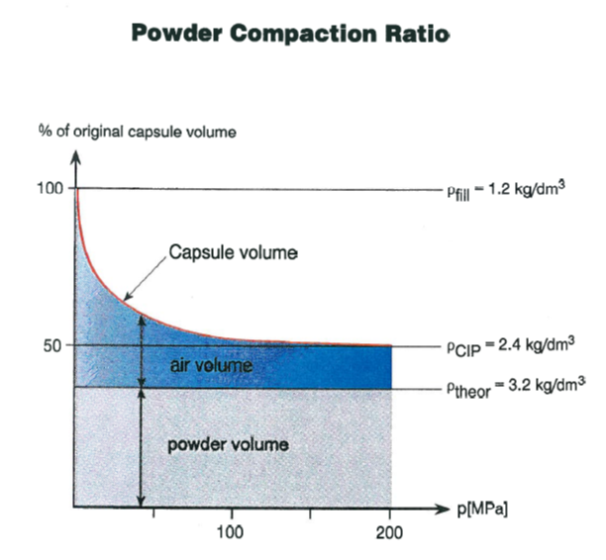 Powder Compaction Ratio
% of original capsule volume
100
ρfill = 1.2 kg/dm³
Capsule volume
50
ρCIP = 2.4 kg/dm³
air volume
ρtheor = 3.2 kg/dm³
powder volume
p[MPa]
100
200